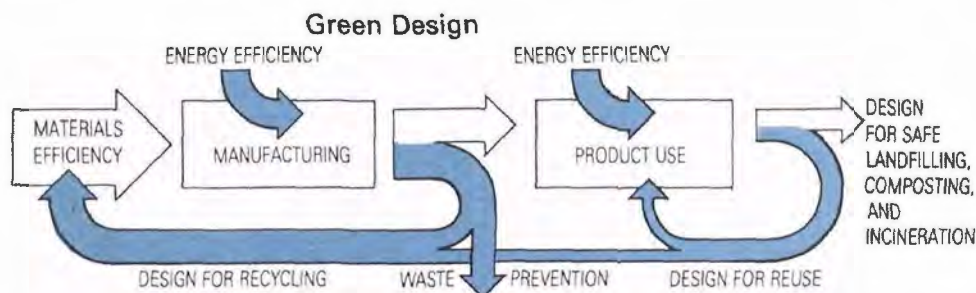 Green Design
ENERGY EFFICIENCY
ENERGY EFFICIENCY
MATERIALS
EFFICIENCY
MANUFACTURING
PRODUCT USE
DESIGN
FOR SAFE
LANDFILLING,
COMPOSTING,
AND
INCINERATION
DESIGN FOR RECYCLING
WASTE PREVENTION
DESIGN FOR REUSE